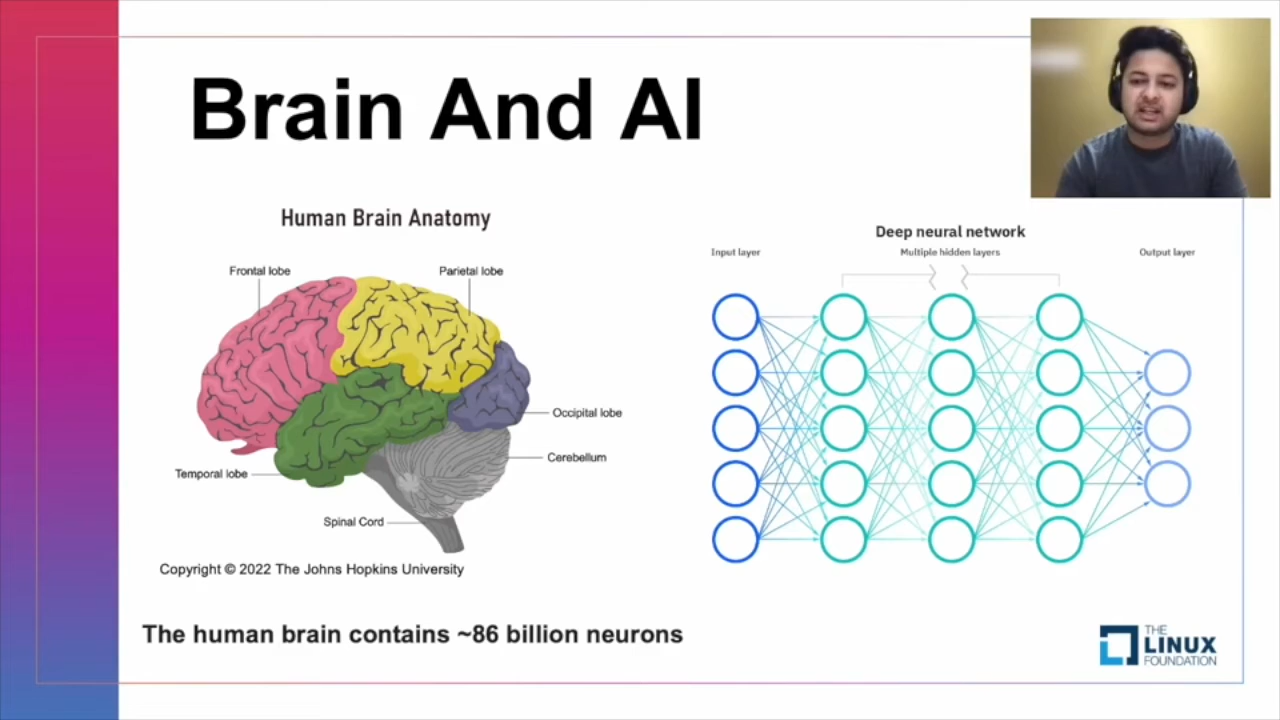 Brain And AI
Human Brain Anatomy
Frontal lobe
Parietal lobe
Occipital lobe
Cerebellum
Temporal lobe
Spinal Cord
Copyright © 2022 The Johns Hopkins University
The human brain contains ~86 billion neurons
Deep neural network
Input layer
Multiple hidden layers
Output layer
THE
LINUX
FOUNDATION